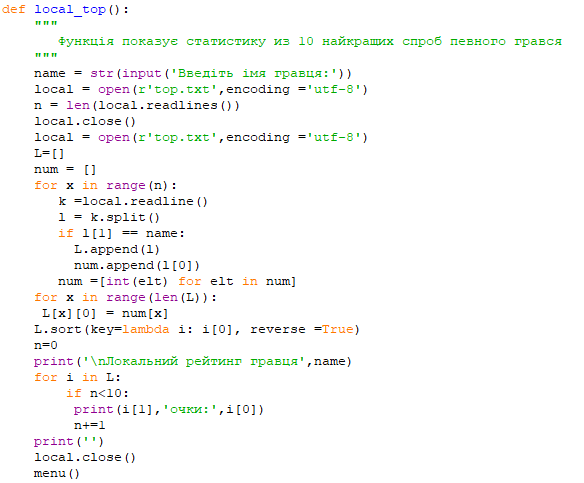 def local_top():
    """
       Функція показує статистику из 10 найкращих спроб певного грався
    """
    name = str(input('Введіть імя гравця:'))
    local = open(r'top.txt',encoding ='utf-8')
    n = len(local.readlines())
    local.close()
    local = open(r'top.txt',encoding ='utf-8')
    L=[]
    num = []
    for x in range(n):
       k =local.readline()
       l = k.split()
       if l[1] == name:
         L.append(l)
         num.append(l[0])
       num =[int(elt) for elt in num]
    for x in range(len(L)):
     L[x][0] = num[x]
    L.sort(key=lambda i: i[0], reverse =True)
    n=0
    print('\nЛокальний рейтинг гравця',name)
    for i in L:
        if n<10:
         print(i[1],'очки:',i[0])
         n+=1
    print('')
    local.close()
    menu()